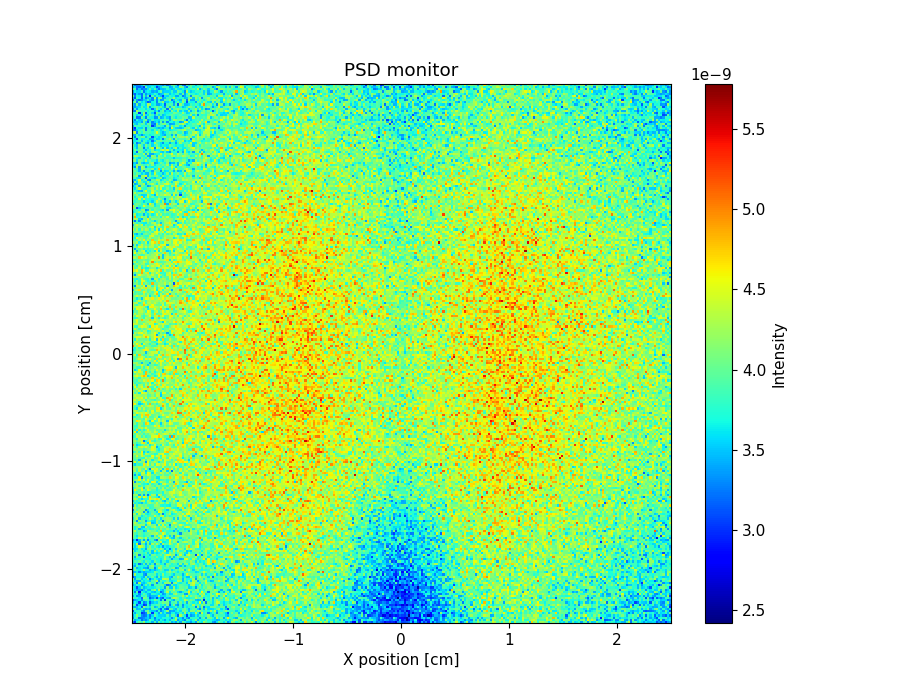 PSD monitor
1e−9
5.5
5.0
4.5
4.0
3.5
3.0
2.5
Intensity
2
1
0
−1
−2
Y position [cm]
−2 −1 0 1 2
X position [cm]